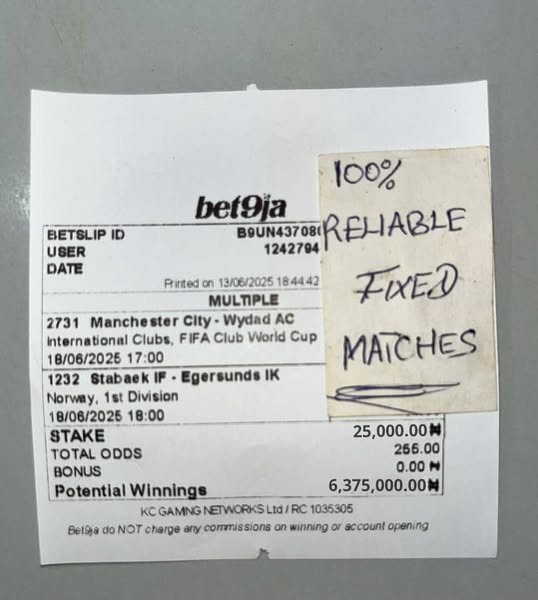 bet9ja
BETSLIP ID B9UN43708
USER 1242794
DATE
Printed on 13/06/2025 18:44:42
MULTIPLE
2731 Manchester City - Wydad AC
International Clubs, FIFA Club World Cup
18/06/2025 17:00
1232 Stabaek IF - Egersunds IK
Norway, 1st Division
18/06/2025 18:00
STAKE 25,000.00₦
TOTAL ODDS 255.00
BONUS 0.00 ₦
Potential Winnings 6,375,000.00₦
KC GAMING NETWORKS Ltd / RC 1035305
Bet9ja do NOT charge any commissions on winning or account opening
100%
RELIABLE
FIXED
MATCHES